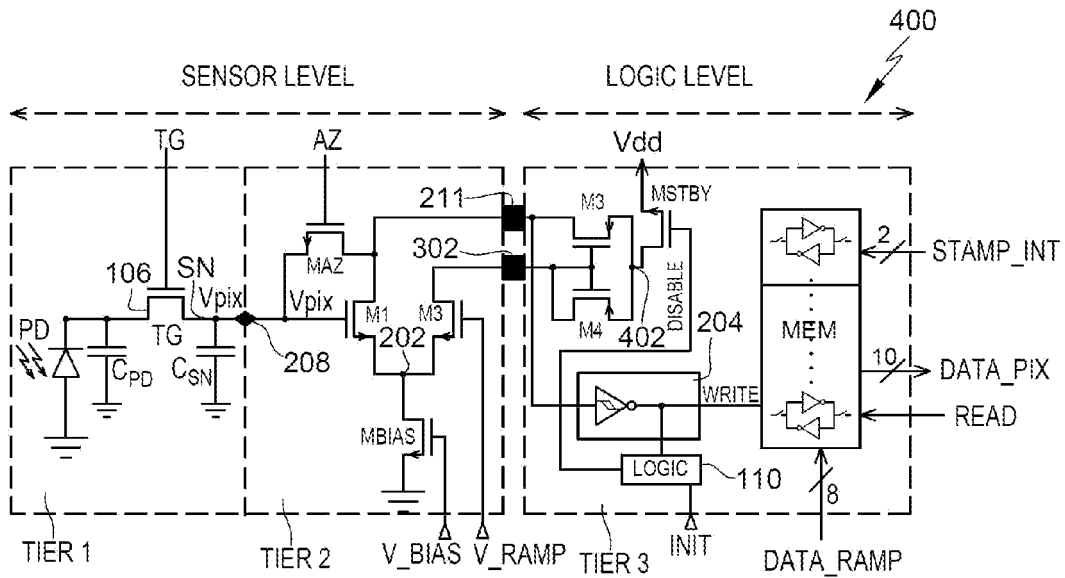 400
SENSOR LEVEL
LOGIC LEVEL
TG
AZ
Vdd
211
M3
MSTBY
302
MAZ
2
STAMP_INT
106
SN
Vpix
Vpix
M1
M3
DISABLE
MEM
PD
TG
208
202
M4
402
204
CPD
CSN
WRITE
10
DATA_PIX
READ
MBIAS
LOGIC
110
8
TIER 1
TIER 2
V_BIAS
V_RAMP
TIER 3
INIT
DATA_RAMP